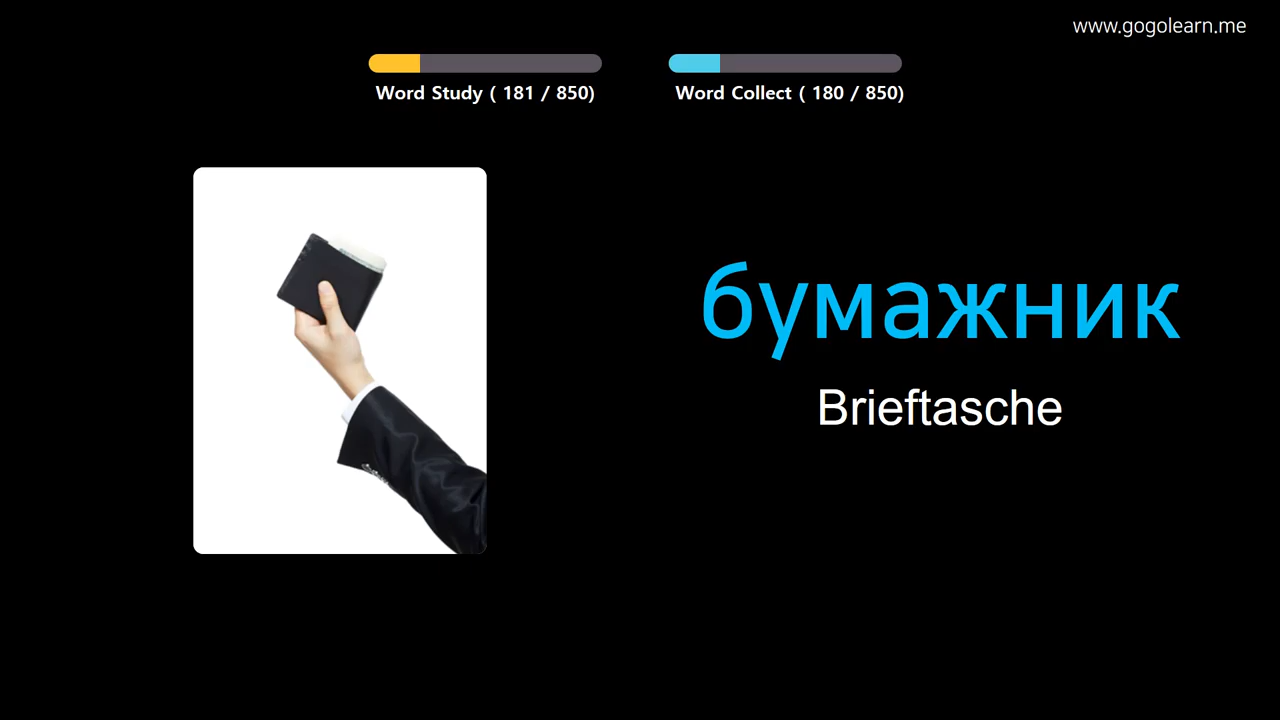 www.gogolearn.me
Word Study ( 181 / 850)
Word Collect ( 180 / 850)
бумажник
Brieftasche